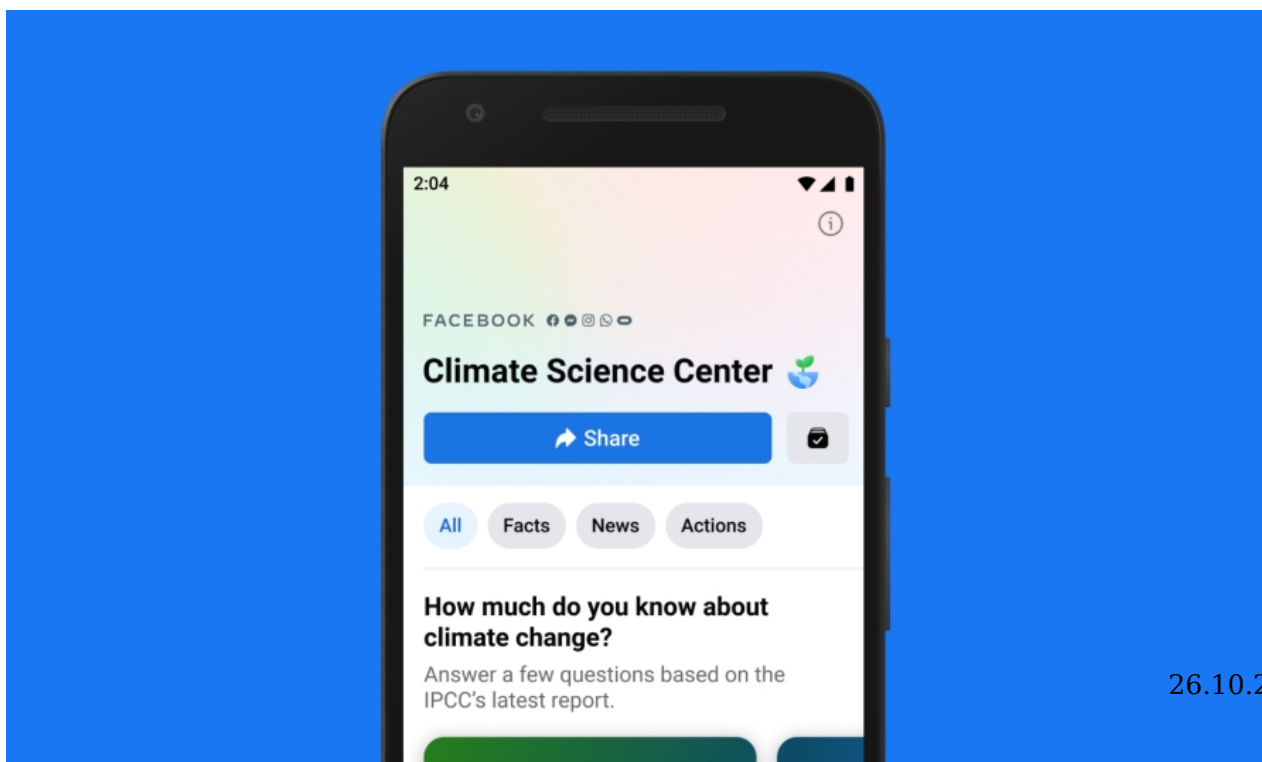 2:04
FACEBOOK
Climate Science Center
Share
All Facts News Actions
How much do you know about
climate change?
Answer a few questions based on the
IPCC's latest report.
26.10.2